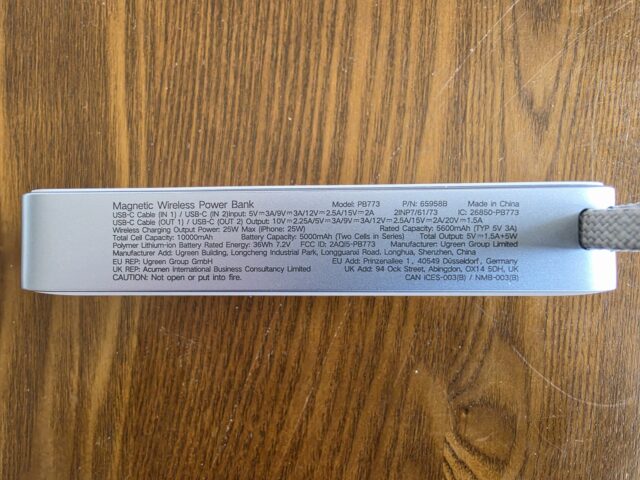 Magnetic Wireless Power Bank Model: PB773 P/N: 65958B Made in China
USB-C Cable (IN 1) / USB-C (IN 2)Input: 5V⎓3A/9V⎓3A/12V⎓2.5A/15V⎓2A 2INP7/61/73 IC: 26850-PB773
USB-C Cable (OUT 1) / USB-C (OUT 2) Output: 10V⎓2.25A/5V⎓3A/9V⎓3A/12V⎓2.5A/15V⎓2A/20V⎓1.5A
Wireless Charging Output Power: 25W Max (iPhone: 25W) Rated Capacity: 5600mAh (TYP 5V 3A)
Total Cell Capacity: 10000mAh Battery Capacity: 5000mAh (Two Cells in Series) Total Output: 5V⎓1.5A+5W
Polymer Lithium-ion Battery Rated Energy: 36Wh 7.2V FCC ID: 2AQI5-PB773 Manufacturer: Ugreen Group Limited
Manufacturer Add: Ugreen Building, Longcheng Industrial Park, Longguanxi Road, Longhua, Shenzhen, China
EU REP: Ugreen Group GmbH EU Add: Prinzenallee 7, 40549 Düsseldorf, Germany
UK REP: Acumen International Business Consultancy Limited UK Add: 94 Ock Street, Abingdon, OX14 5DH, UK
CAUTION: Not open or put into fire. CAN ICES-003(B) / NMB-003(B)